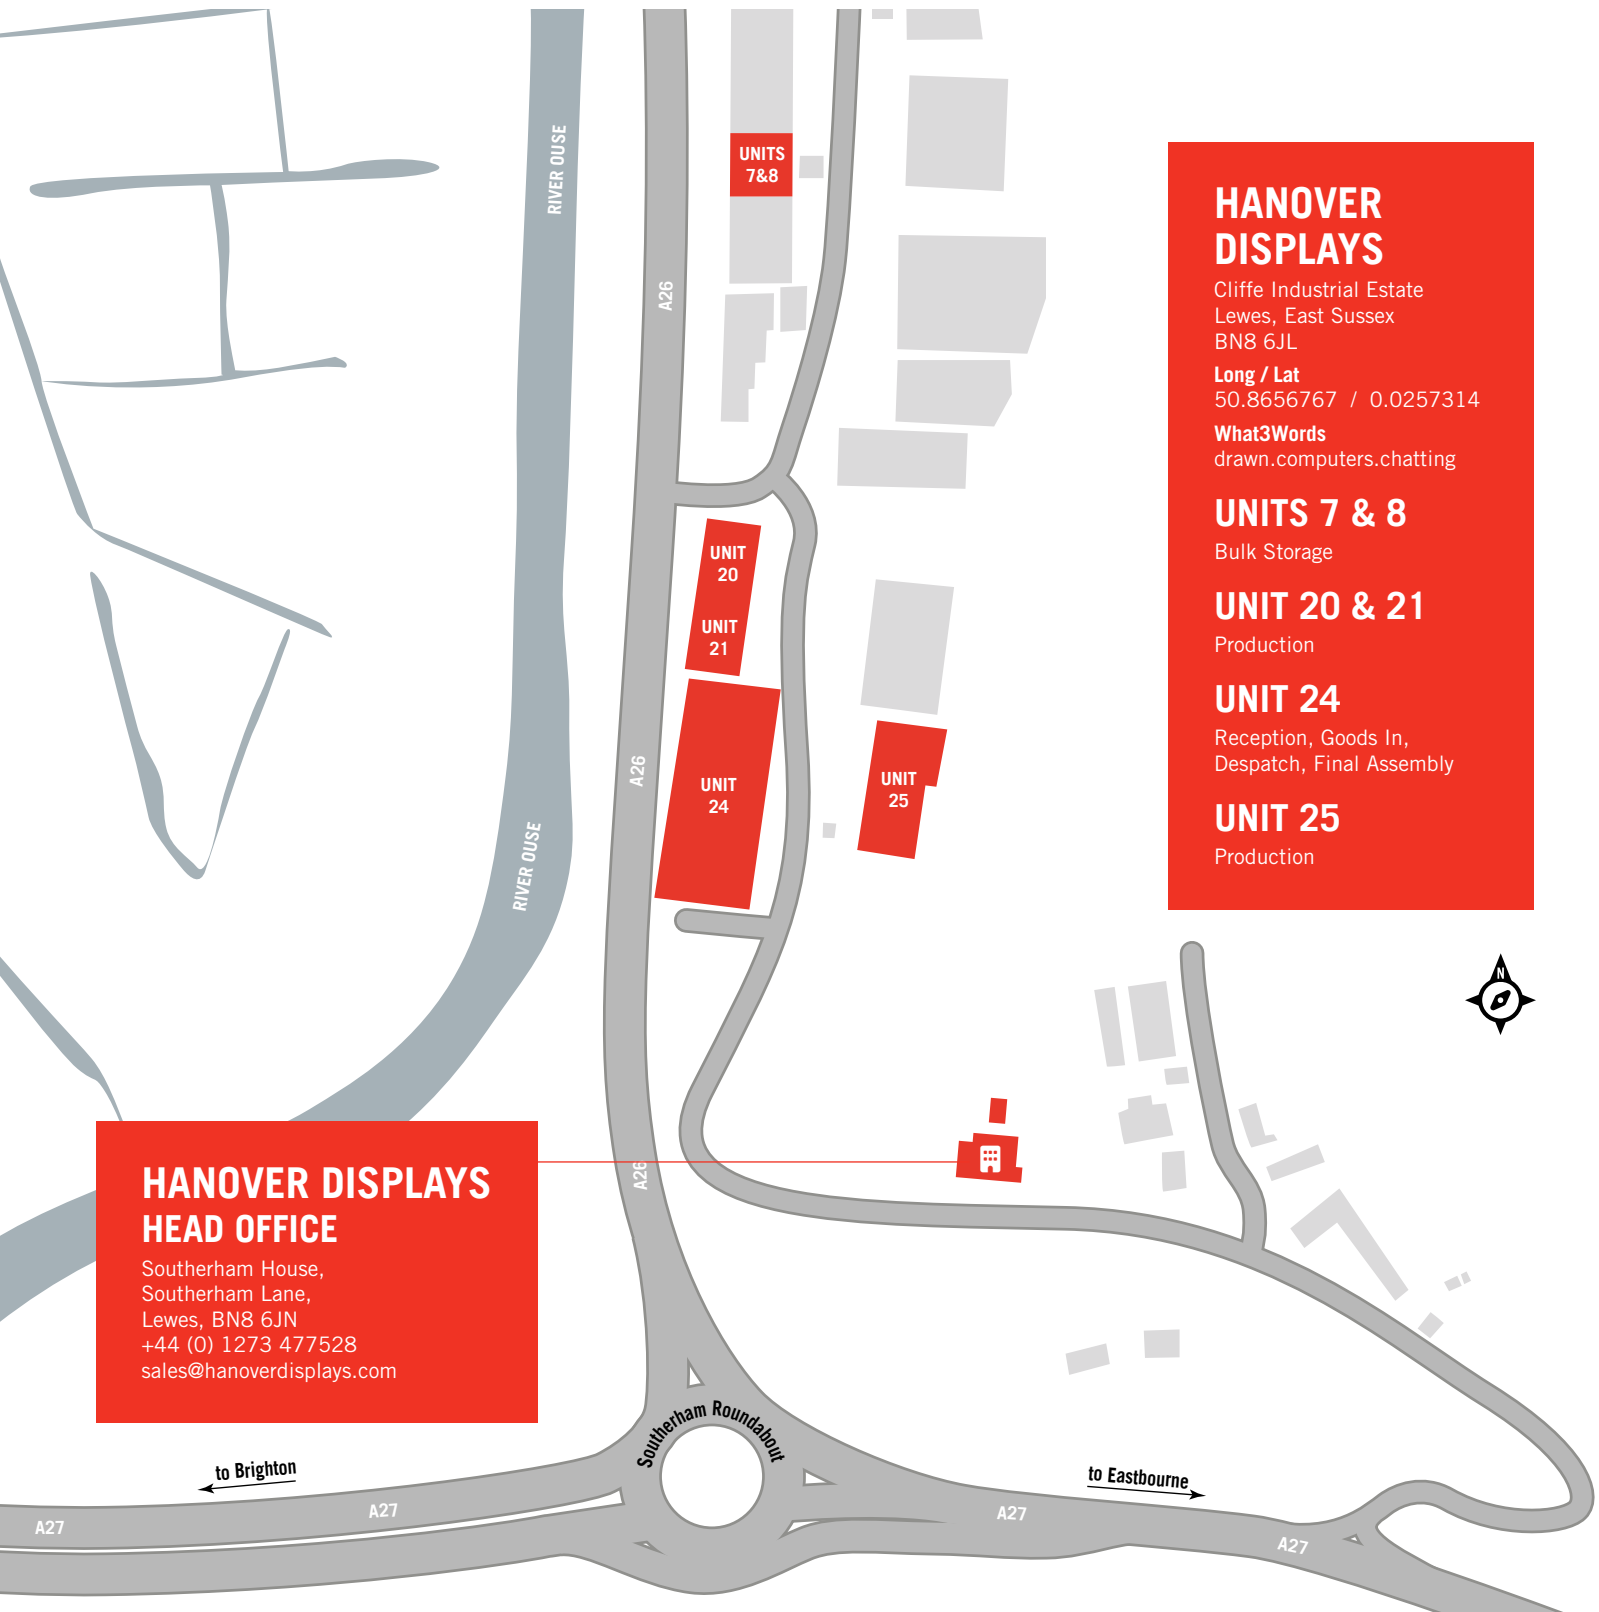 RIVER OUSE
A26
UNITS
7&8
HANOVER
DISPLAYS
Cliffe Industrial Estate
Lewes, East Sussex
BN8 6JL
Long / Lat
50.8656767 / 0.0257314
What3Words
drawn.computers.chatting
UNITS 7 & 8
Bulk Storage
UNIT 20 & 21
Production
UNIT 24
Reception, Goods In,
Despatch, Final Assembly
UNIT 25
Production
UNIT
20
UNIT
21
A26
UNIT
24
UNIT
25
RIVER OUSE
N
A26
HANOVER DISPLAYS
HEAD OFFICE
Southerham House,
Southerham Lane,
Lewes, BN8 6JN
+44 (0) 1273 477528
sales@hanoverdisplays.com
Southerham Roundabout
to Brighton
to Eastbourne
A27
A27
A27
A27